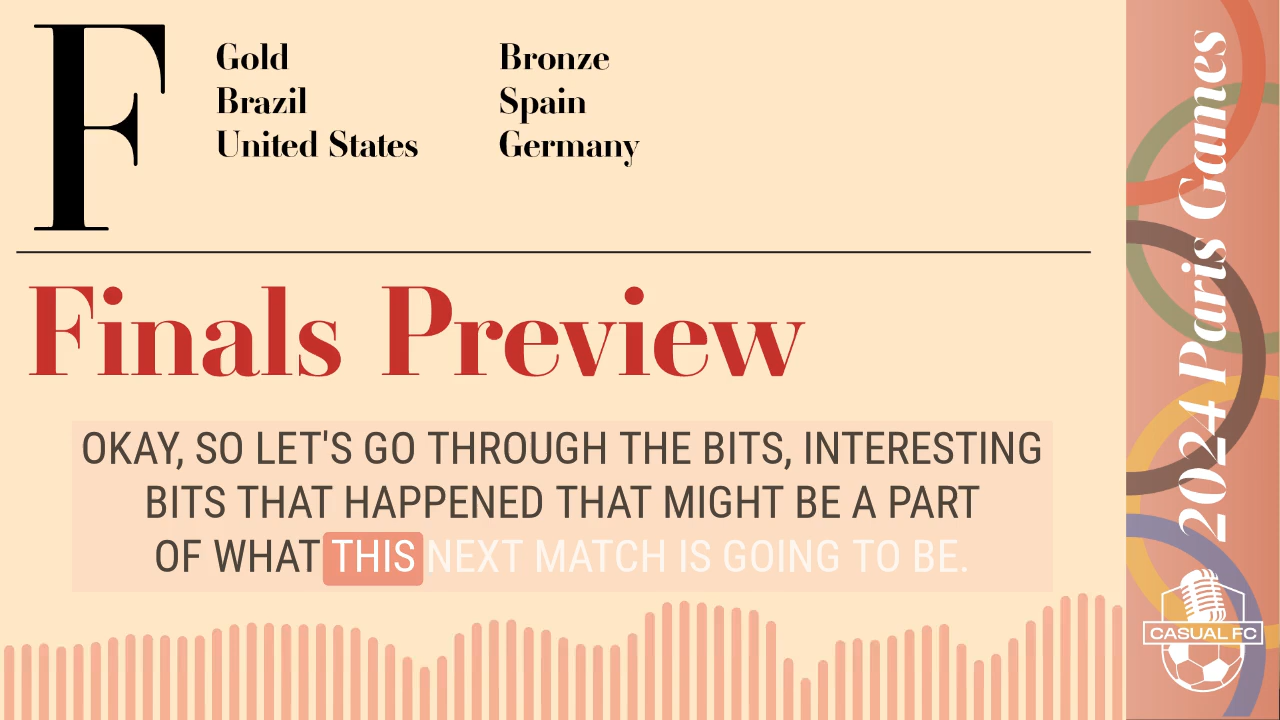 F
Gold
Brazil
United States
Bronze
Spain
Germany
Finals Preview
OKAY, SO LET'S GO THROUGH THE BITS, INTERESTING
BITS THAT HAPPENED THAT MIGHT BE A PART
OF WHAT THIS NEXT MATCH IS GOING TO BE.
2024 Paris Games
CASUAL FC